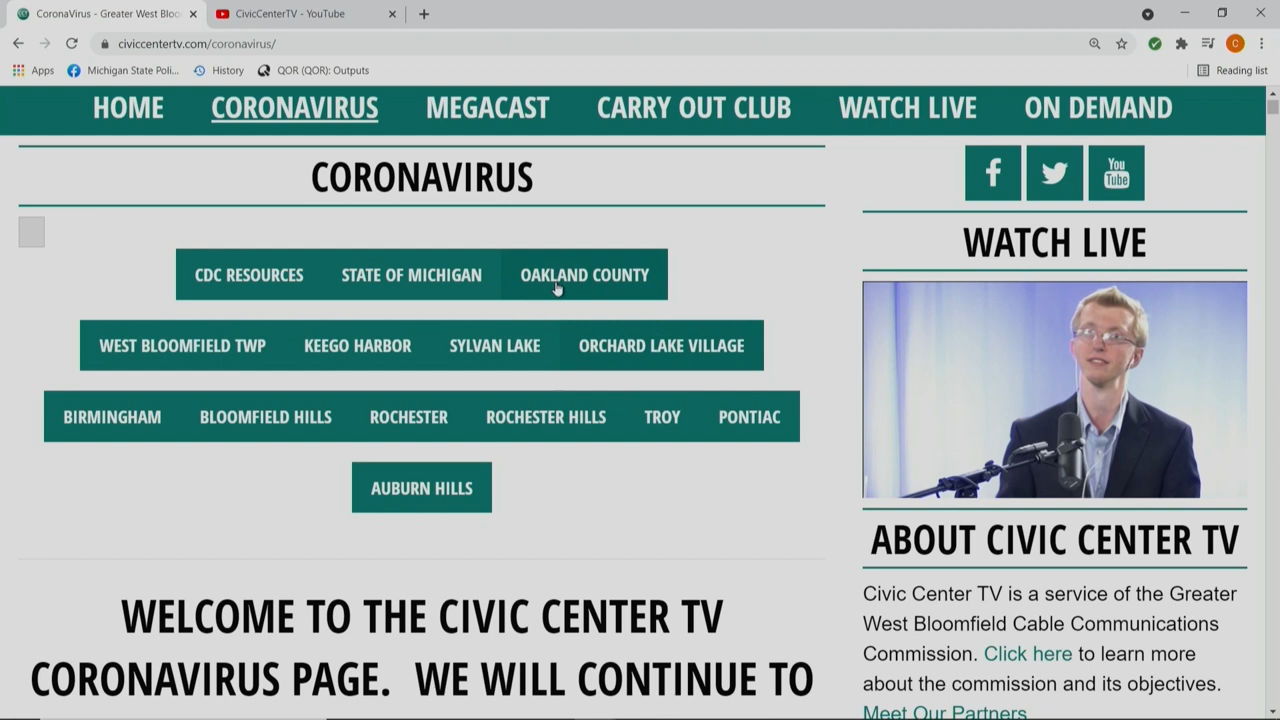 CoronaVirus - Greater West Bloo
CivicCenterTV - YouTube
civiccentertv.com/coronavirus/
C
Apps
Michigan State Poli...
History
QOR (QOR): Outputs
Reading list
HOME
CORONAVIRUS
MEGACAST
CARRY OUT CLUB
WATCH LIVE
ON DEMAND
CORONAVIRUS
CDC RESOURCES
STATE OF MICHIGAN
OAKLAND COUNTY
WEST BLOOMFIELD TWP
KEEGO HARBOR
SYLVAN LAKE
ORCHARD LAKE VILLAGE
BIRMINGHAM
BLOOMFIELD HILLS
ROCHESTER
ROCHESTER HILLS
TROY
PONTIAC
AUBURN HILLS
WELCOME TO THE CIVIC CENTER TV
CORONAVIRUS PAGE. WE WILL CONTINUE TO
You
Tube
WATCH LIVE
ABOUT CIVIC CENTER TV
Civic Center TV is a service of the Greater
West Bloomfield Cable Communications
Commission. Click here to learn more
about the commission and its objectives.
Meet Our Partners